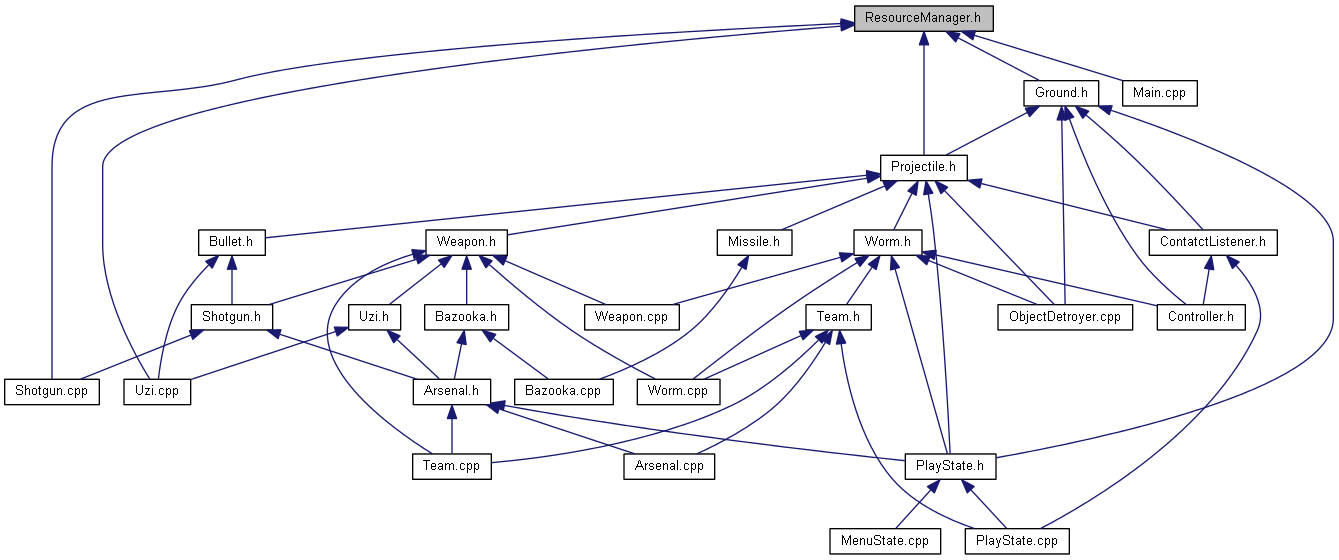 ResourceManager.h
Ground.h
Main.cpp
Projectile.h
Bullet.h
Weapon.h
Missile.h
Worm.h
ContatctListener.h
Shotgun.h
Uzi.h
Bazooka.h
Weapon.cpp
Team.h
ObjectDetroyer.cpp
Controller.h
Shotgun.cpp
Uzi.cpp
Arsenal.h
Bazooka.cpp
Worm.cpp
Team.cpp
Arsenal.cpp
PlayState.h
MenuState.cpp
PlayState.cpp